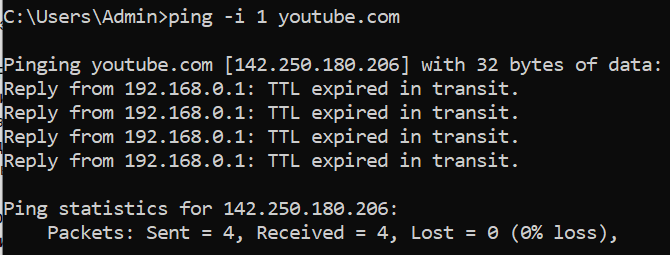 C:\Users\Admin>ping -i 1 youtube.com
Pinging youtube.com [142.250.180.206] with 32 bytes of data:
Reply from 192.168.0.1: TTL expired in transit.
Reply from 192.168.0.1: TTL expired in transit.
Reply from 192.168.0.1: TTL expired in transit.
Reply from 192.168.0.1: TTL expired in transit.
Ping statistics for 142.250.180.206:
    Packets: Sent = 4, Received = 4, Lost = 0 (0% loss),